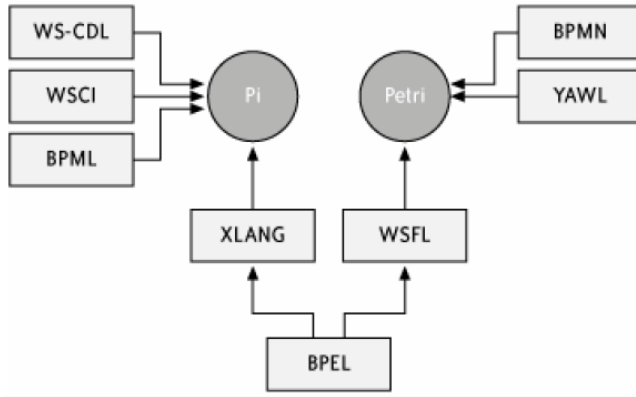 WS-CDL
BPMN
WSCI
Pi
Petri
YAWL
BPML
XLANG
WSFL
BPEL